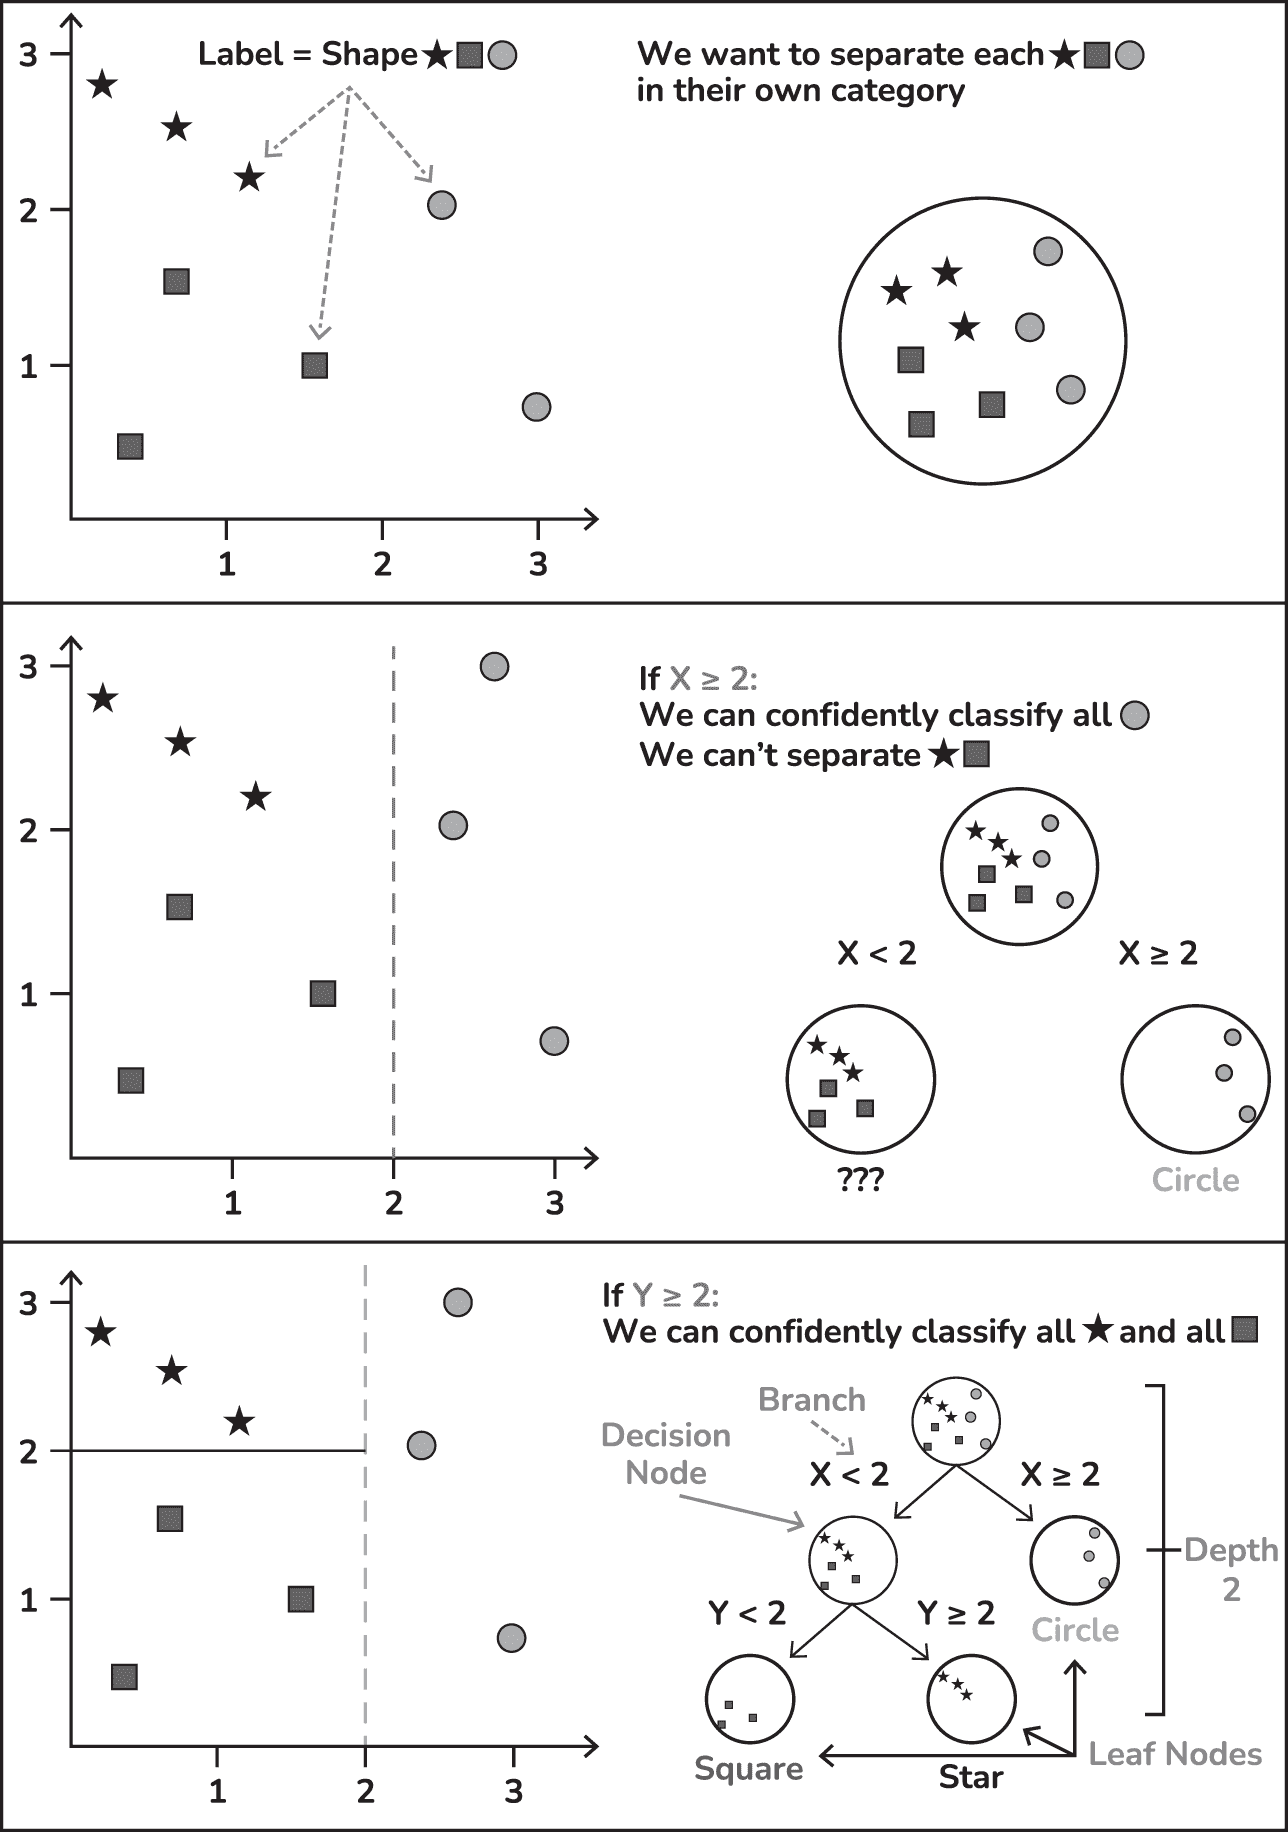 3
2
1
1 2 3
Label = Shape
We want to separate each
in their own category
3
2
1
1 2 3
If X ≥ 2:
We can confidently classify all
We can't separate
X < 2
X ≥ 2
???
Circle
3
2
1
1 2 3
If Y ≥ 2:
We can confidently classify all and all
Branch
Decision
Node
X < 2
X ≥ 2
Depth
2
Y < 2
Y ≥ 2
Circle
Square
Star
Leaf Nodes